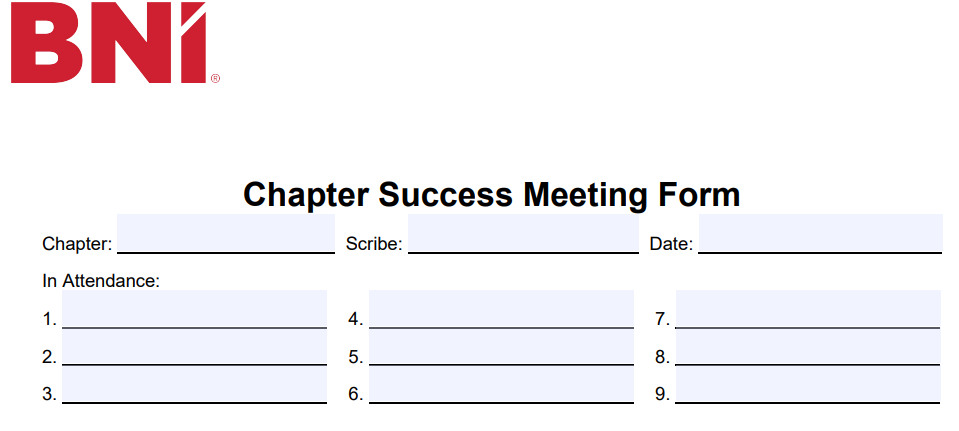 BNI®
Chapter Success Meeting Form
Chapter: Scribe: Date:
In Attendance:
1. 4. 7.
2. 5. 8.
3. 6. 9.